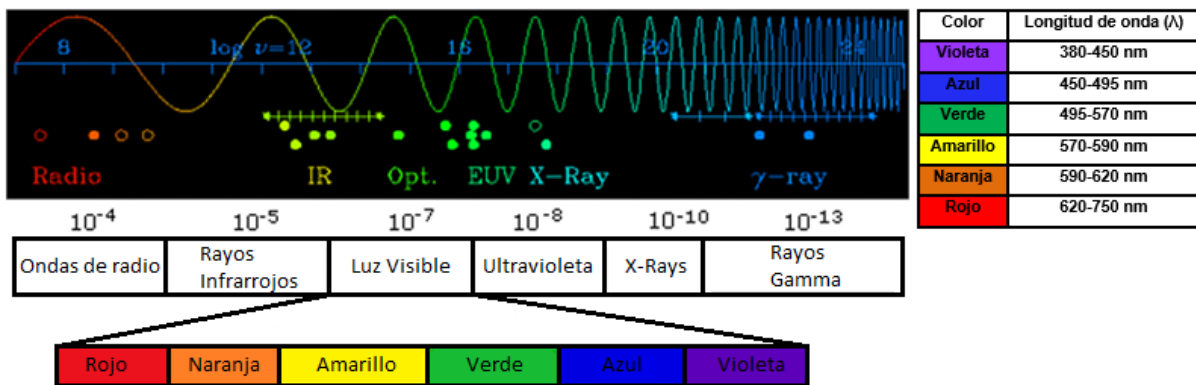 8 log ν=12 16 20 24
Radio IR Opt. EUV X-Ray γ-ray
10⁻⁴ 10⁻⁵ 10⁻⁷ 10⁻⁸ 10⁻¹⁰ 10⁻¹³
Ondas de radio
Rayos
Infrarrojos
Luz Visible
Ultravioleta
X-Rays
Rayos
Gamma
Rojo Naranja Amarillo Verde Azul Violeta
Color Longitud de onda (λ)
Violeta 380-450 nm
Azul 450-495 nm
Verde 495-570 nm
Amarillo 570-590 nm
Naranja 590-620 nm
Rojo 620-750 nm